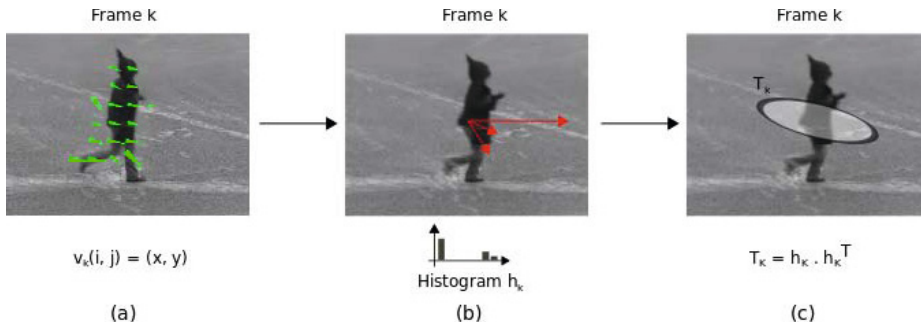 Frame k
Frame k
Frame k
Tₖ
vₖ(i, j) = (x, y)
Histogram hₖ
Tₖ = hₖ . hₖᵀ
(a)
(b)
(c)